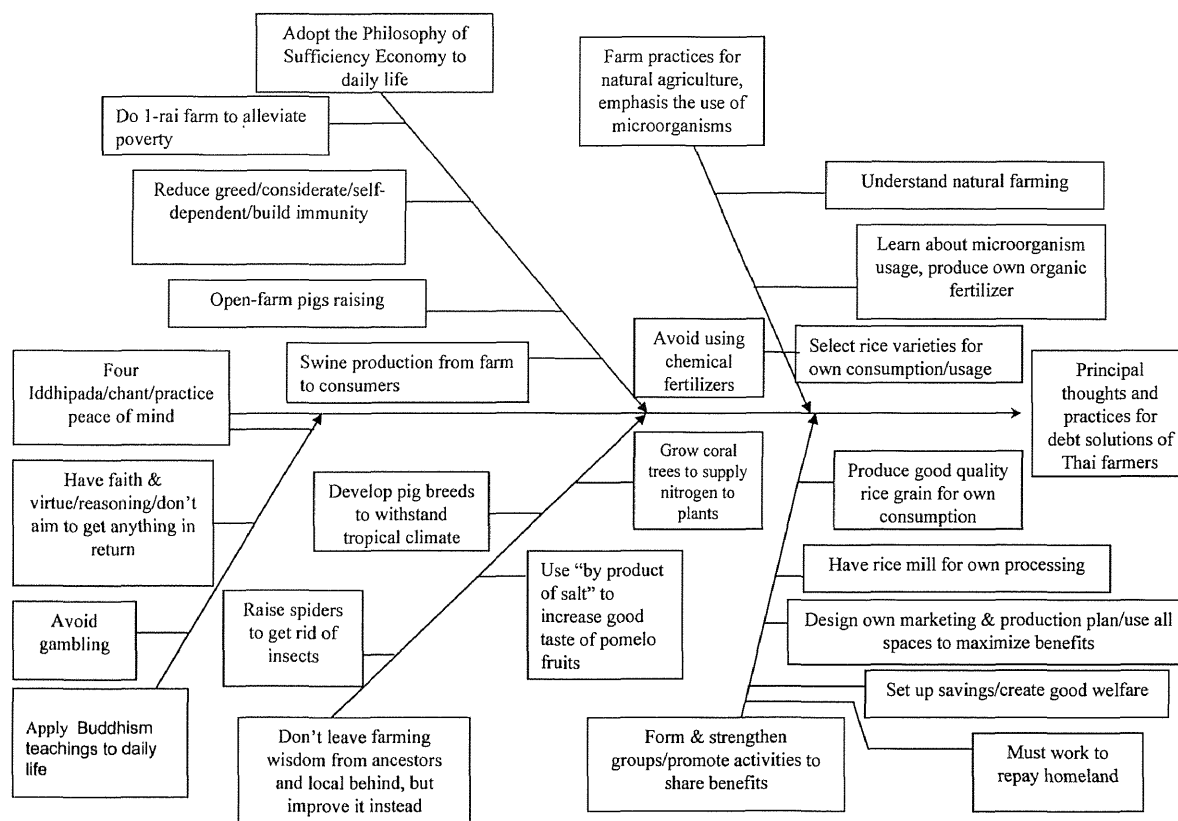 Adopt the Philosophy of
Sufficiency Economy to
daily life
Farm practices for
natural agriculture,
emphasis the use of
microorganisms
Do 1-rai farm to alleviate
poverty
Reduce greed/considerate/self-
dependent/build immunity
Understand natural farming
Learn about microorganism
usage, produce own organic
fertilizer
Open-farm pigs raising
Swine production from farm
to consumers
Avoid using
chemical
fertilizers
Select rice varieties for
own consumption/usage
Four
Iddhipada/chant/practice
peace of mind
Principal
thoughts and
practices for
debt solutions of
Thai farmers
Have faith &
virtue/reasoning/don't
aim to get anything in
return
Develop pig breeds
to withstand
tropical climate
Grow coral
trees to supply
nitrogen to
plants
Produce good quality
rice grain for own
consumption
Have rice mill for own processing
Avoid
gambling
Raise spiders
to get rid of
insects
Use “by product
of salt” to
increase good
taste of pomelo
fruits
Design own marketing & production plan/use all
spaces to maximize benefits
Set up savings/create good welfare
Apply Buddhism
teachings to daily
life
Don't leave farming
wisdom from ancestors
and local behind, but
improve it instead
Form & strengthen
groups/promote activities to
share benefits
Must work to
repay homeland